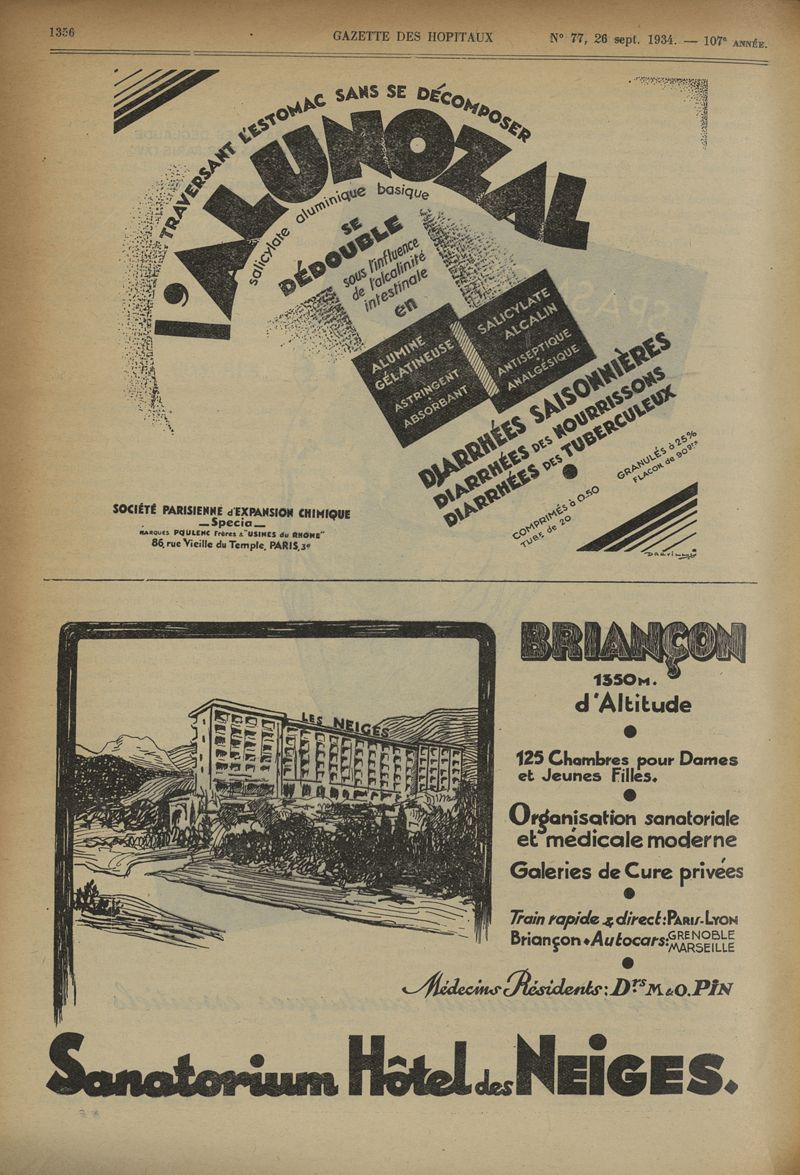 1356
GAZETTE DES HOPITAUX
N° 77, 26 sept. 1934. — 107e ANNÉE.
TRAVERSANT L'ESTOMAC SANS SE DÉCOMPOSER
L'ALUNOZAL
salicylate aluminique basique
SE
DÉDOUBLE
sous l'influence
de l'alcalinité
intestinale
en
ALUMINE
GÉLATINEUSE
ASTRINGENT
ABSORBANT
SALICYLATE
ALCALIN
ANTISEPTIQUE
ANALGÉSIQUE
DIARRHÉES SAISONNIÈRES
DIARRHÉES DES NOURRISSONS
DIARRHÉES DES TUBERCULEUX
COMPRIMÉS à 0.50
TUBE de 20
GRANULÉS à 25%
FLACON de 90 grs
SOCIÉTÉ PARISIENNE d'EXPANSION CHIMIQUE
— Specia —
MARQUES POULENC Frères & "USINES du RHONE"
86, rue Vieille du Temple, PARIS, 3e
LES NEIGES
BRIANÇON
1350 M.
d'Altitude
125 Chambres pour Dames
et Jeunes Filles.
Organisation sanatoriale
et médicale moderne
Galeries de Cure privées
Train rapide & direct: PARIS-LYON
Briançon • Autocars: GRENOBLE
MARSEILLE
Médecins Résidents: Drs M & O. PIN
Sanatorium Hôtel des NEIGES.